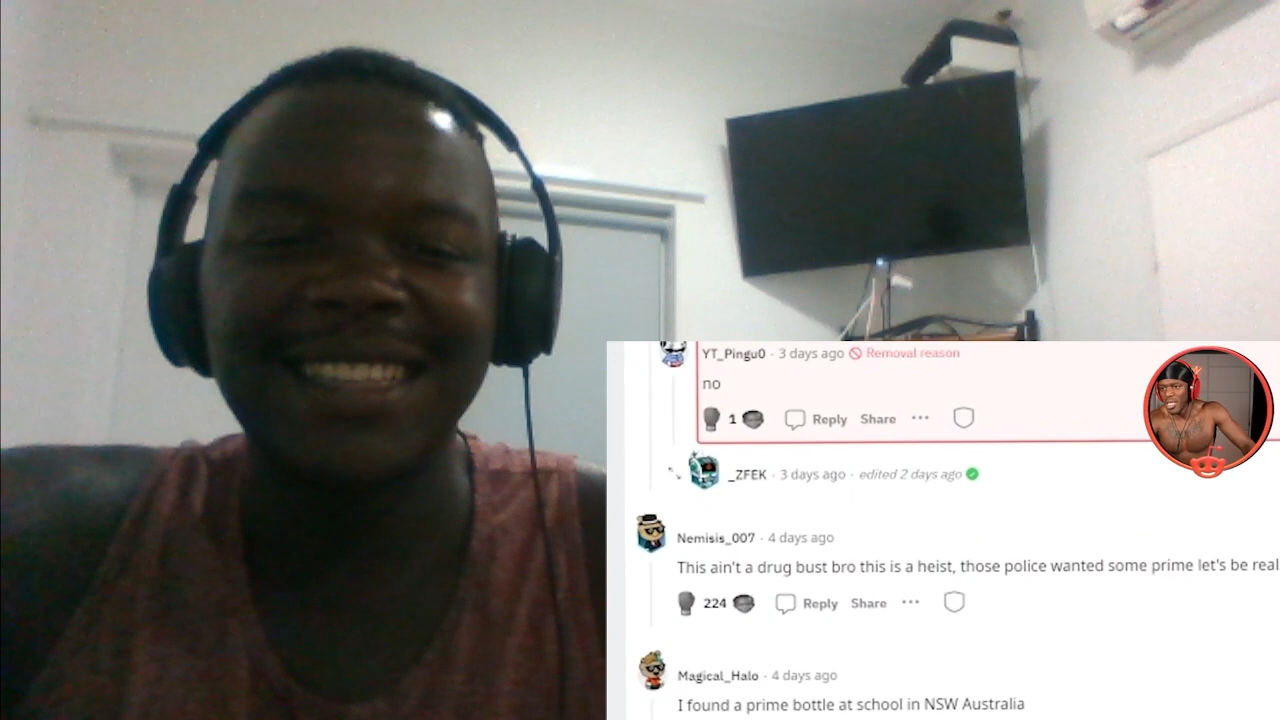 YT_Pingu0 · 3 days ago Removal reason
no
1 Reply Share ···
_ZFEK · 3 days ago · edited 2 days ago
Nemisis_007 · 4 days ago
This ain't a drug bust bro this is a heist, those police wanted some prime let's be real
224 Reply Share ···
Magical_Halo · 4 days ago
I found a prime bottle at school in NSW Australia